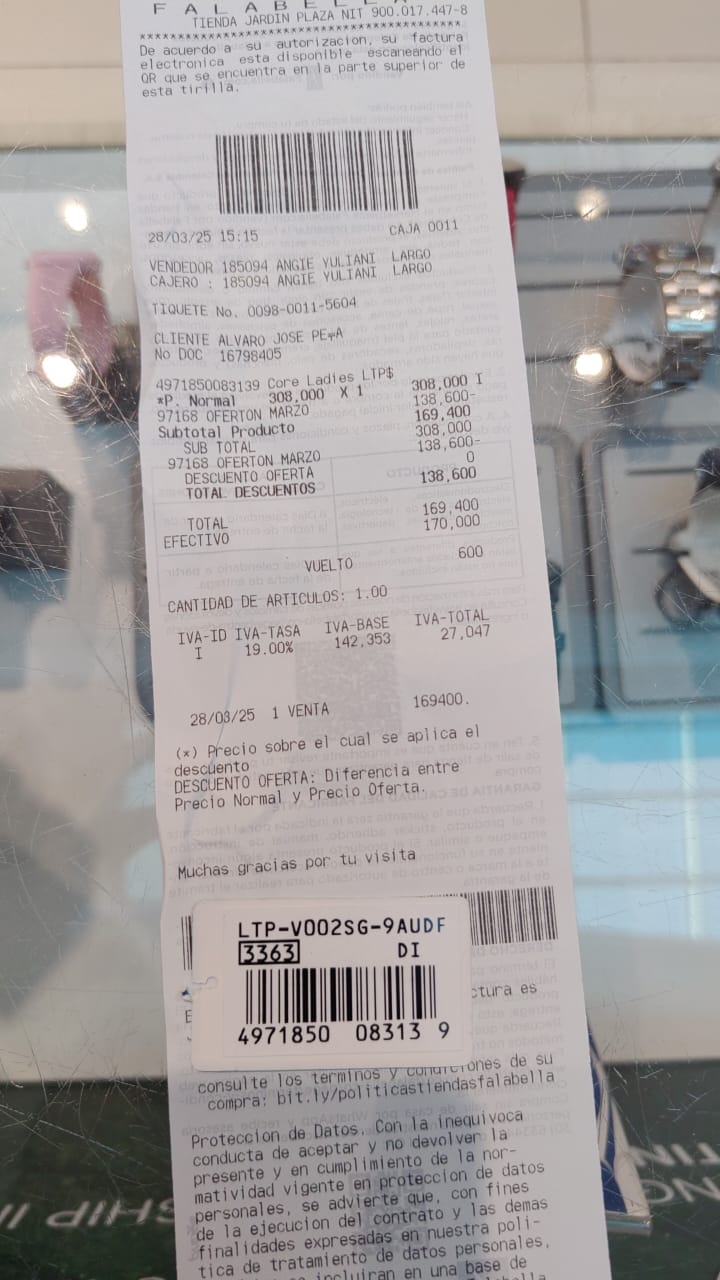 FALABELLA
TIENDA JARDIN PLAZA NIT 900.017.447-8
****************************************
De acuerdo a su autorizacion, su factura
electronica esta disponible escaneando el
QR que se encuentra en la parte superior de
esta tirilla.
28/03/25 15:15 CAJA 0011
VENDEDOR 185094 ANGIE YULIANI LARGO
CAJERO : 185094 ANGIE YULIANI LARGO
TIQUETE No. 0098-0011-5604
CLIENTE ALVARO JOSE PE A
No DOC 16798405
4971850083139 Core Ladies LTP$
*P. Normal 308,000 X 1 308,000 I
97168 OFERTON MARZO 138,600-
Subtotal Producto 169,400
SUB TOTAL 308,000
97168 OFERTON MARZO 138,600-
DESCUENTO OFERTA 0
TOTAL DESCUENTOS 138,600
TOTAL 169,400
EFECTIVO 170,000
VUELTO 600
CANTIDAD DE ARTICULOS: 1.00
IVA-ID IVA-TASA IVA-BASE IVA-TOTAL
I 19.00% 142,353 27,047
28/03/25 1 VENTA 169400.
(*) Precio sobre el cual se aplica el
descuento
DESCUENTO OFERTA: Diferencia entre
Precio Normal y Precio Oferta.
Muchas gracias por tu visita
LTP-V002SG-9AUDF
3363 DI
4971850 08313 9
ctura es
consulte los terminos y condiciones de su
compra: bit.ly/politicastiendasfalabella
Proteccion de Datos. Con la inequivoca
conducta de aceptar y no devolver la
presente y en cumplimiento de la nor-
matividad vigente en proteccion de datos
personales, se advierte que, con fines
de la ejecucion del contrato y las demas
finalidades expresadas en nuestra poli-
tica de tratamiento de datos personales,
incluiran en una base de